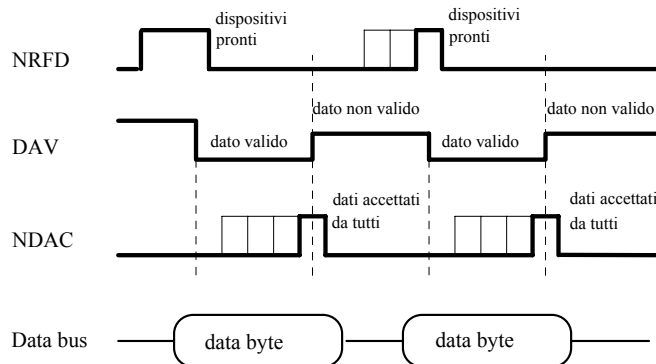 dispositivi
pronti
dispositivi
pronti
NRFD
dato non valido
dato non valido
DAV
dato valido
dato valido
dati accettati
da tutti
dati accettati
da tutti
NDAC
Data bus
data byte
data byte